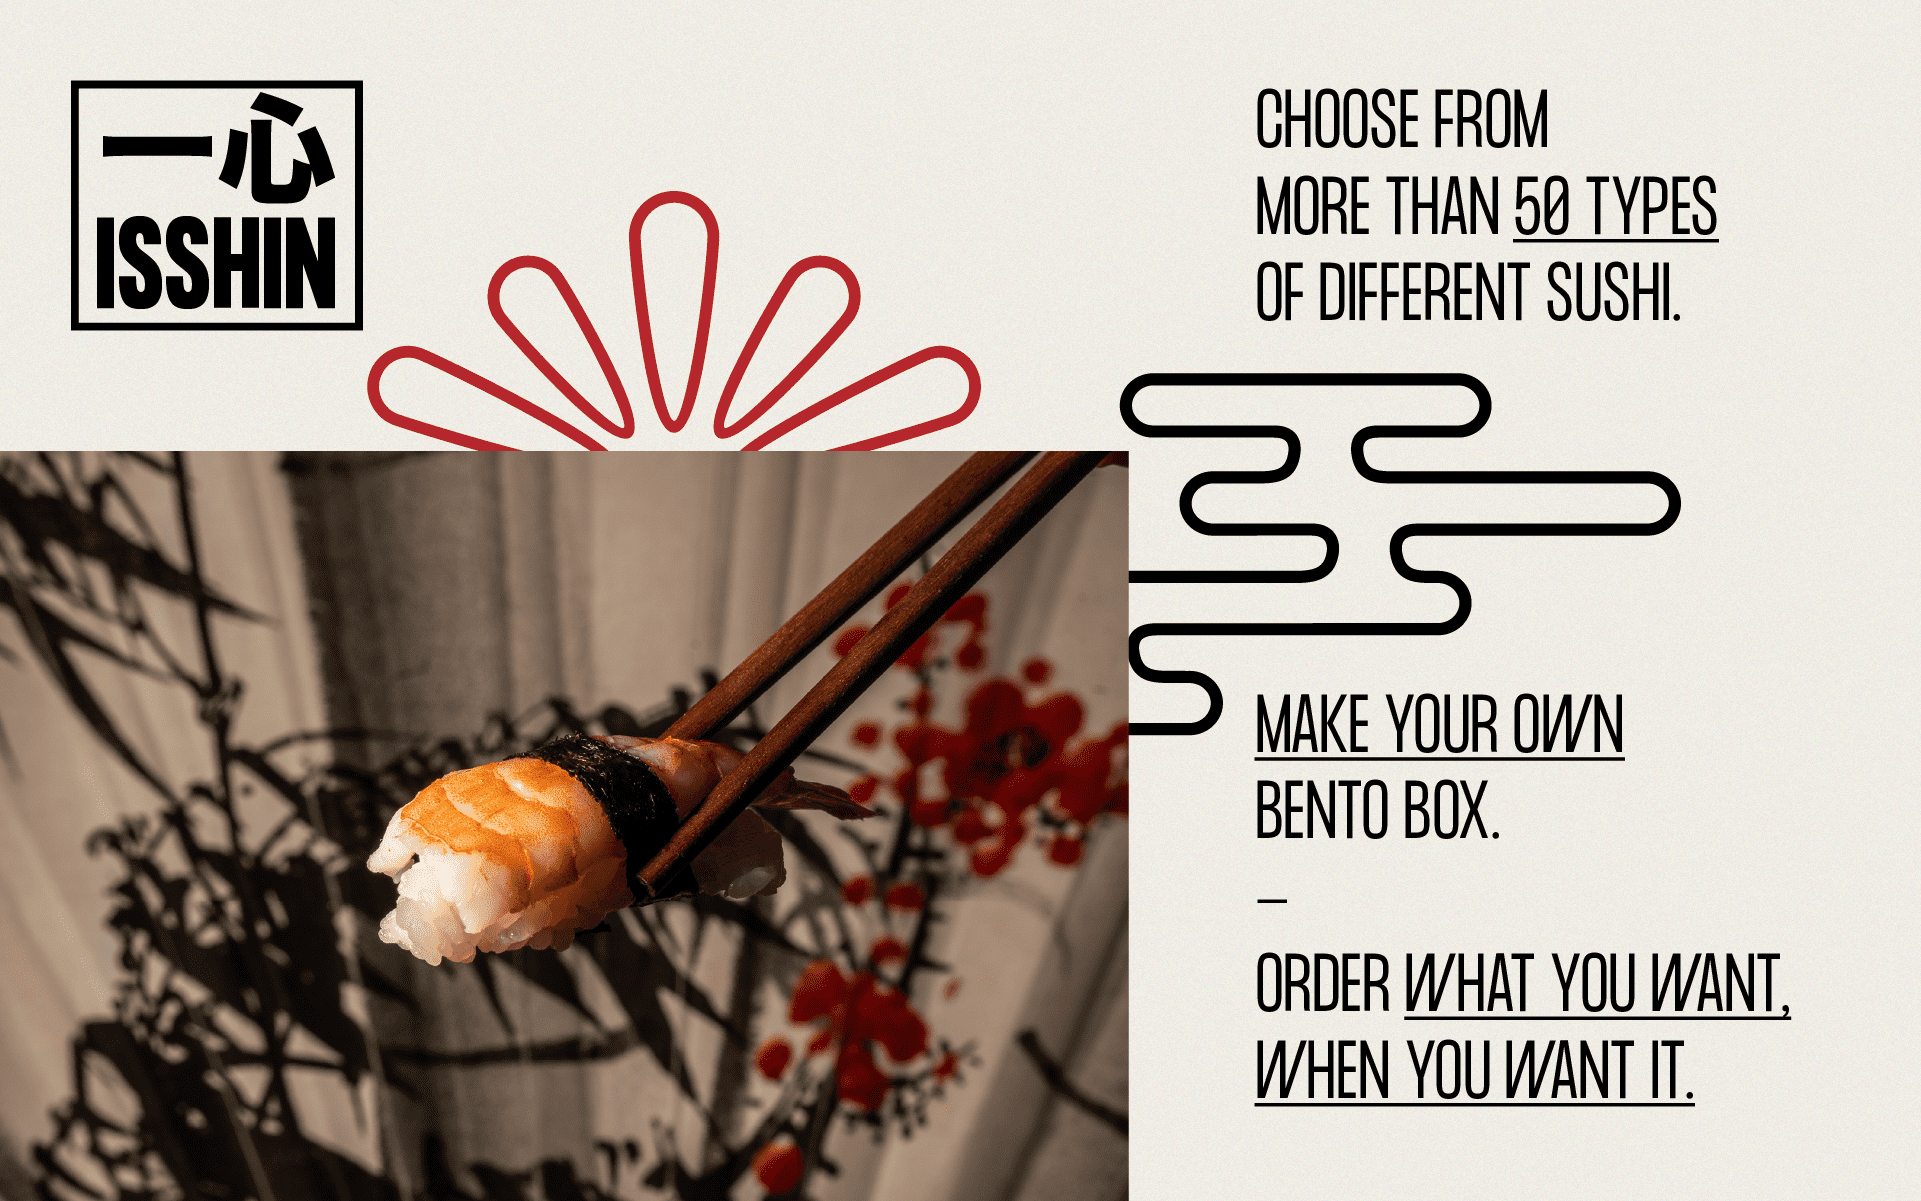 一心
ISSHIN
CHOOSE FROM
MORE THAN 50 TYPES
OF DIFFERENT SUSHI.
MAKE YOUR OWN
BENTO BOX.
–
ORDER WHAT YOU WANT,
WHEN YOU WANT IT.